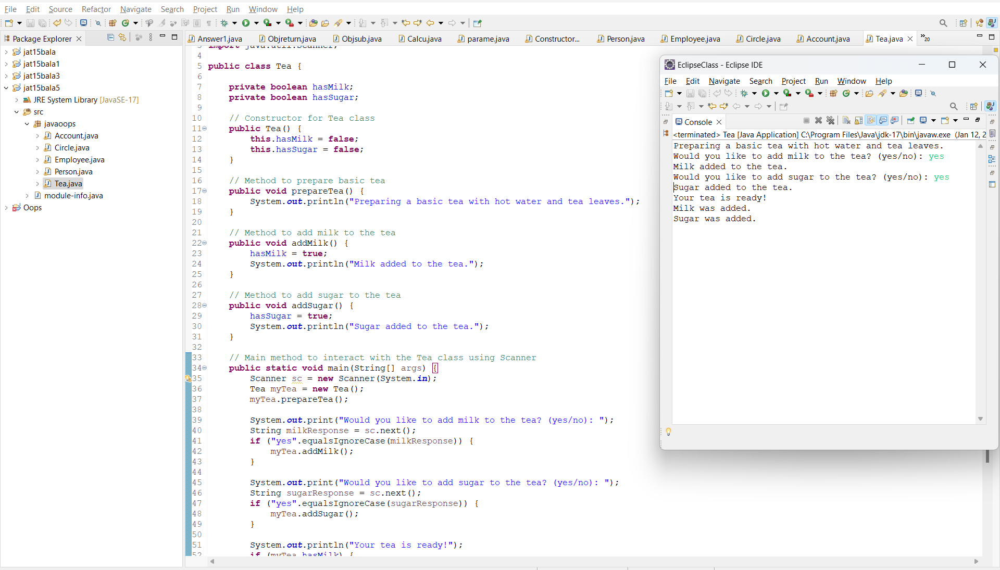 File Edit Source Refactor Navigate Search Project Run Window Help
Package Explorer
jat15bala
jat15bala1
jat15bala3
jat15bala5
JRE System Library [JavaSE-17]
src
javaoops
Account.java
Circle.java
Employee.java
Person.java
Tea.java
module-info.java
Oops
Answer1.java Objreturn.java Objsub.java Calcu.java parame.java Constructor... Person.java Employee.java Circle.java Account.java Tea.java »20
3 import java.util.Scanner;
4
5 public class Tea {
6
7 private boolean hasMilk;
8 private boolean hasSugar;
9
10 // Constructor for Tea class
11 public Tea() {
12 this.hasMilk = false;
13 this.hasSugar = false;
14 }
15
16 // Method to prepare basic tea
17 public void prepareTea() {
18 System.out.println("Preparing a basic tea with hot water and tea leaves.");
19 }
20
21 // Method to add milk to the tea
22 public void addMilk() {
23 hasMilk = true;
24 System.out.println("Milk added to the tea.");
25 }
26
27 // Method to add sugar to the tea
28 public void addSugar() {
29 hasSugar = true;
30 System.out.println("Sugar added to the tea.");
31 }
32
33 // Main method to interact with the Tea class using Scanner
34 public static void main(String[] args) {
35 Scanner sc = new Scanner(System.in);
36 Tea myTea = new Tea();
37 myTea.prepareTea();
38
39 System.out.print("Would you like to add milk to the tea? (yes/no): ");
40 String milkResponse = sc.next();
41 if ("yes".equalsIgnoreCase(milkResponse)) {
42 myTea.addMilk();
43 }
44
45 System.out.print("Would you like to add sugar to the tea? (yes/no): ");
46 String sugarResponse = sc.next();
47 if ("yes".equalsIgnoreCase(sugarResponse)) {
48 myTea.addSugar();
49 }
50
51 System.out.println("Your tea is ready!");
52 if (myTea.hasMilk) {
EclipseClass - Eclipse IDE
File Edit Navigate Search Project Run Window Help
Console
<terminated> Tea [Java Application] C:\Program Files\Java\jdk-17\bin\javaw.exe (Jan 12, 2
Preparing a basic tea with hot water and tea leaves.
Would you like to add milk to the tea? (yes/no): yes
Milk added to the tea.
Would you like to add sugar to the tea? (yes/no): yes
Sugar added to the tea.
Your tea is ready!
Milk was added.
Sugar was added.